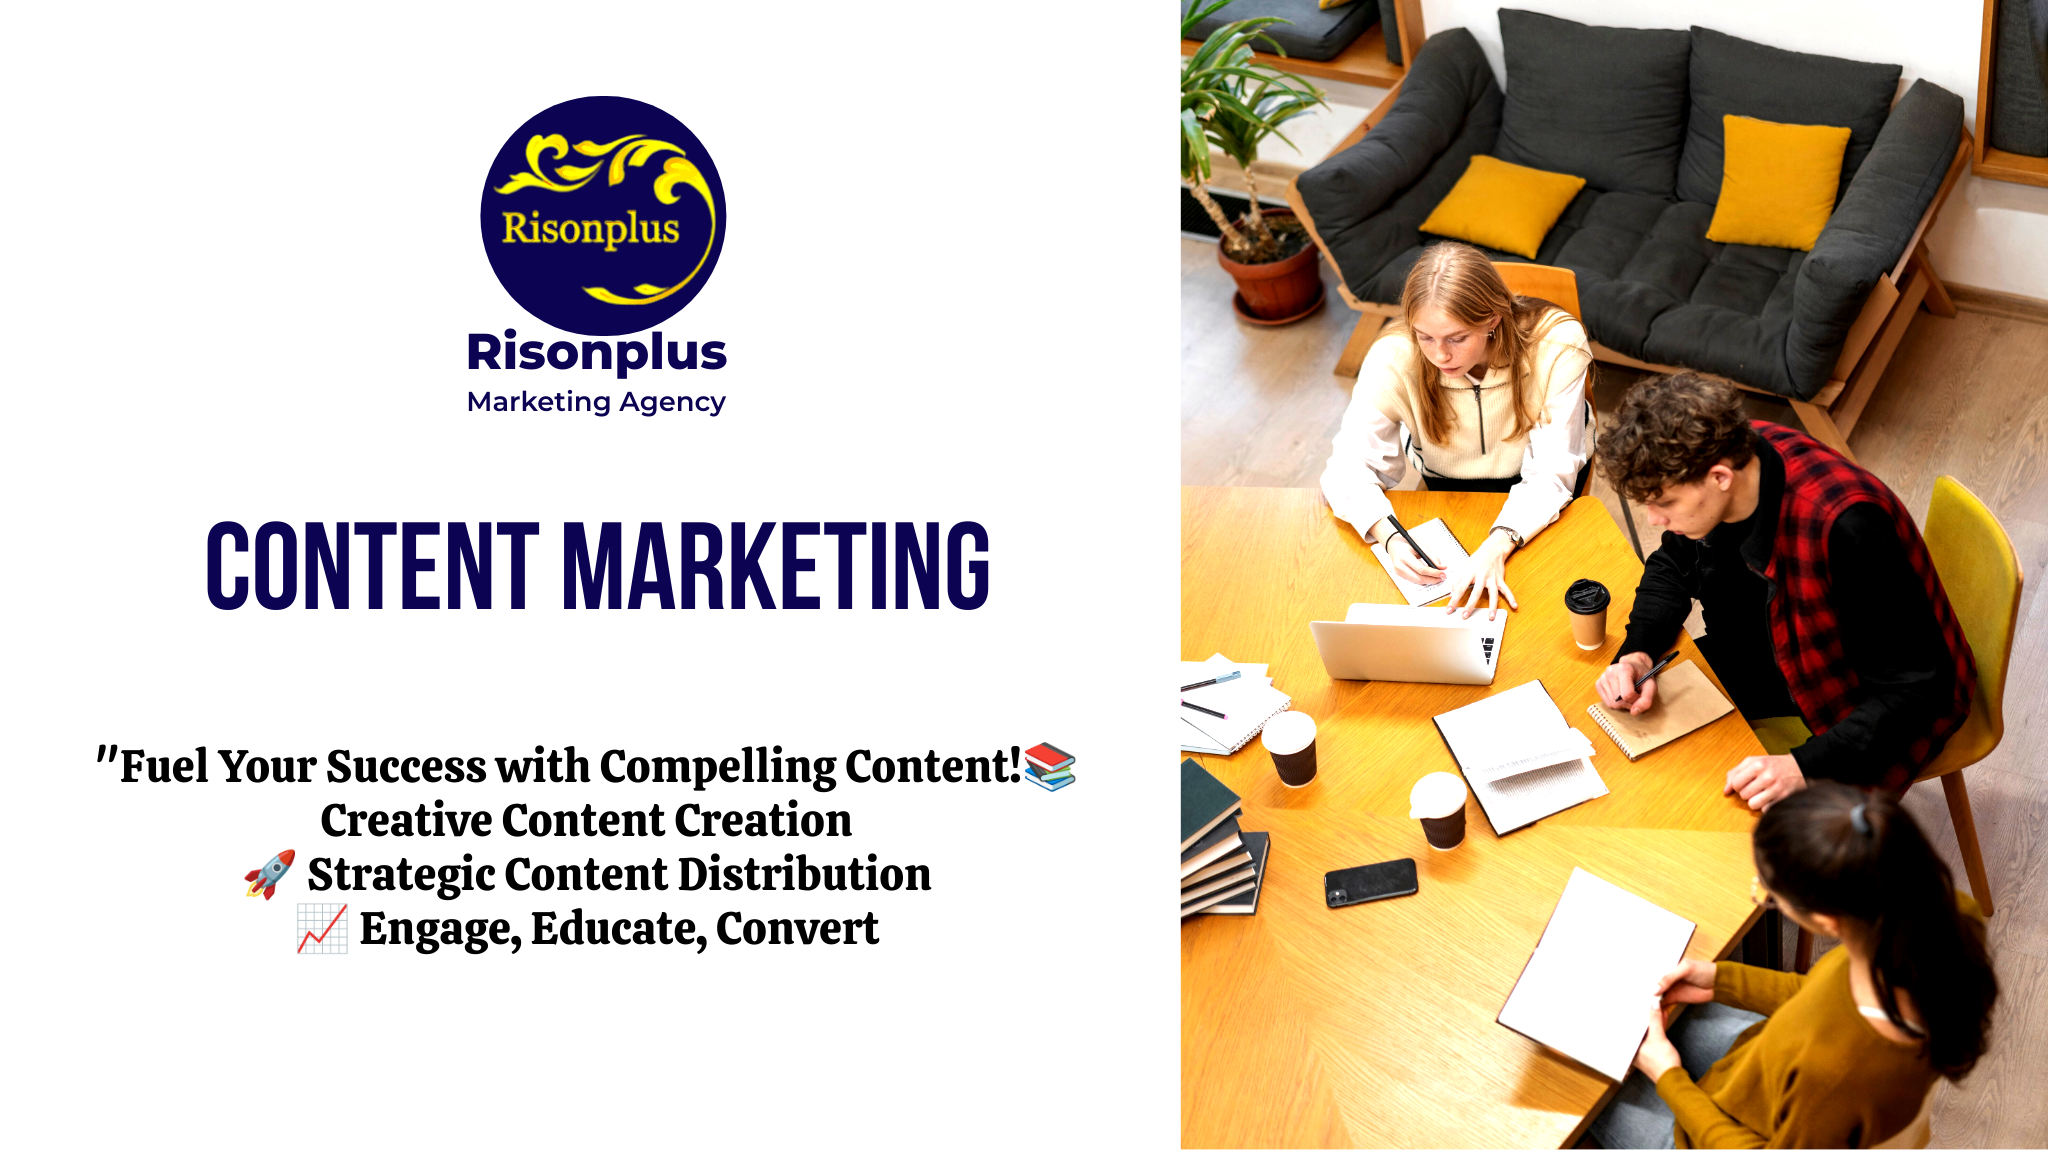 Risonplus
Risonplus
Marketing Agency
CONTENT MARKETING
"Fuel Your Success with Compelling Content!📚
Creative Content Creation
🚀 Strategic Content Distribution
📈 Engage, Educate, Convert